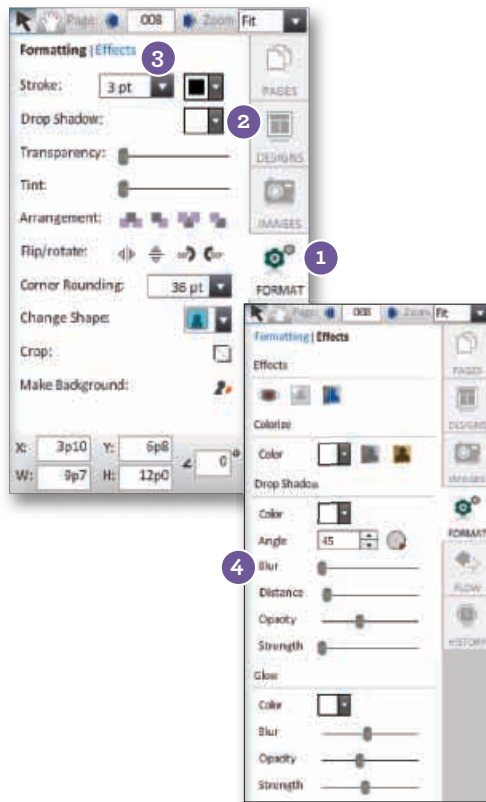 Page: 008 Zoom Fit
Formatting | Effects
3
Stroke: 3 pt
PAGES
Drop Shadow: 2
DESIGNS
Transparency:
Tint:
IMAGES
Arrangement:
Flip/rotate:
1
Corner Rounding: 36 pt
FORMAT
Change Shape:
Crop:
Make Background:
X: 3p10 Y: 6p8
W: 9p7 H: 12p0 0°
Page: 008 Zoom Fit
Formatting | Effects
PAGES
Effects
DESIGNS
Colorize
Color
Drop Shadow
Color
FORMAT
Angle 45
4 Blur
Distance
FLOW
Opacity
Strength
HISTORY
Glow
Color
Blur
Opacity
Strength